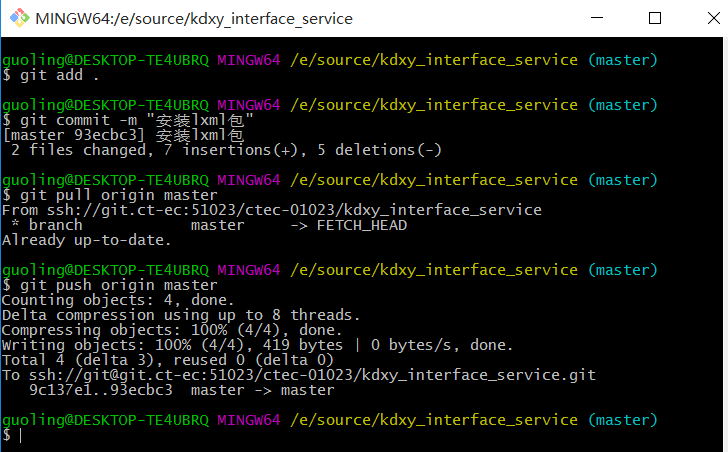 MINGW64:/e/source/kdxy_interface_service
guoling@DESKTOP-TE4UBRQ MINGW64 /e/source/kdxy_interface_service (master)
$ git add .
guoling@DESKTOP-TE4UBRQ MINGW64 /e/source/kdxy_interface_service (master)
$ git commit -m "安装lxml包"
[master 93ecbc3] 安装lxml包
 2 files changed, 7 insertions(+), 5 deletions(-)
guoling@DESKTOP-TE4UBRQ MINGW64 /e/source/kdxy_interface_service (master)
$ git pull origin master
From ssh://git.ct-ec:51023/ctec-01023/kdxy_interface_service
 * branch            master     -> FETCH_HEAD
Already up-to-date.
guoling@DESKTOP-TE4UBRQ MINGW64 /e/source/kdxy_interface_service (master)
$ git push origin master
Counting objects: 4, done.
Delta compression using up to 8 threads.
Compressing objects: 100% (4/4), done.
Writing objects: 100% (4/4), 419 bytes | 0 bytes/s, done.
Total 4 (delta 3), reused 0 (delta 0)
To ssh://git@git.ct-ec:51023/ctec-01023/kdxy_interface_service.git
   9c137e1..93ecbc3  master -> master
guoling@DESKTOP-TE4UBRQ MINGW64 /e/source/kdxy_interface_service (master)
$